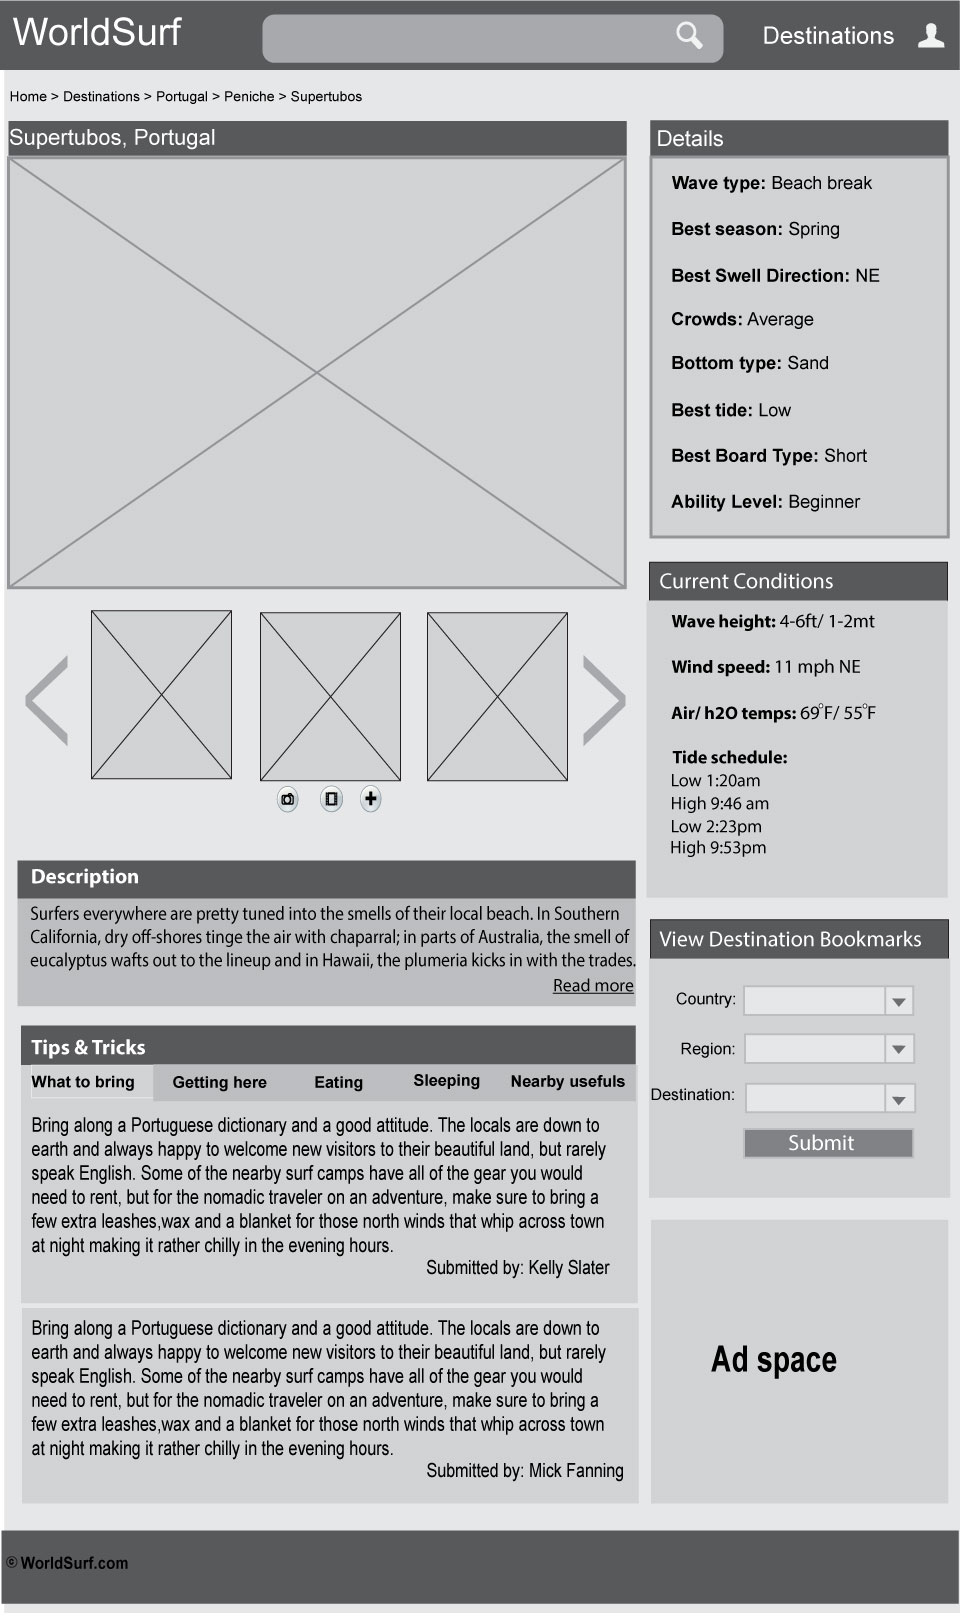 WorldSurf
Destinations
Home > Destinations > Portugal > Peniche > Supertubos
Supertubos, Portugal
Details
Wave type: Beach break
Best season: Spring
Best Swell Direction: NE
Crowds: Average
Bottom type: Sand
Best tide: Low
Best Board Type: Short
Ability Level: Beginner
Current Conditions
Wave height: 4-6ft/ 1-2mt
Wind speed: 11 mph NE
Air/ h2O temps: 69°F/ 55°F
Tide schedule:
Low 1:20am
High 9:46 am
Low 2:23pm
High 9:53pm
Description
Surfers everywhere are pretty tuned into the smells of their local beach. In Southern
California, dry off-shores tinge the air with chaparral; in parts of Australia, the smell of
eucalyptus wafts out to the lineup and in Hawaii, the plumeria kicks in with the trades.
Read more
View Destination Bookmarks
Country:
Region:
Destination:
Submit
Tips & Tricks
What to bring Getting here Eating Sleeping Nearby usefuls
Bring along a Portuguese dictionary and a good attitude. The locals are down to
earth and always happy to welcome new visitors to their beautiful land, but rarely
speak English. Some of the nearby surf camps have all of the gear you would
need to rent, but for the nomadic traveler on an adventure, make sure to bring a
few extra leashes,wax and a blanket for those north winds that whip across town
at night making it rather chilly in the evening hours.
Submitted by: Kelly Slater
Bring along a Portuguese dictionary and a good attitude. The locals are down to
earth and always happy to welcome new visitors to their beautiful land, but rarely
speak English. Some of the nearby surf camps have all of the gear you would
need to rent, but for the nomadic traveler on an adventure, make sure to bring a
few extra leashes,wax and a blanket for those north winds that whip across town
at night making it rather chilly in the evening hours.
Submitted by: Mick Fanning
Ad space
© WorldSurf.com